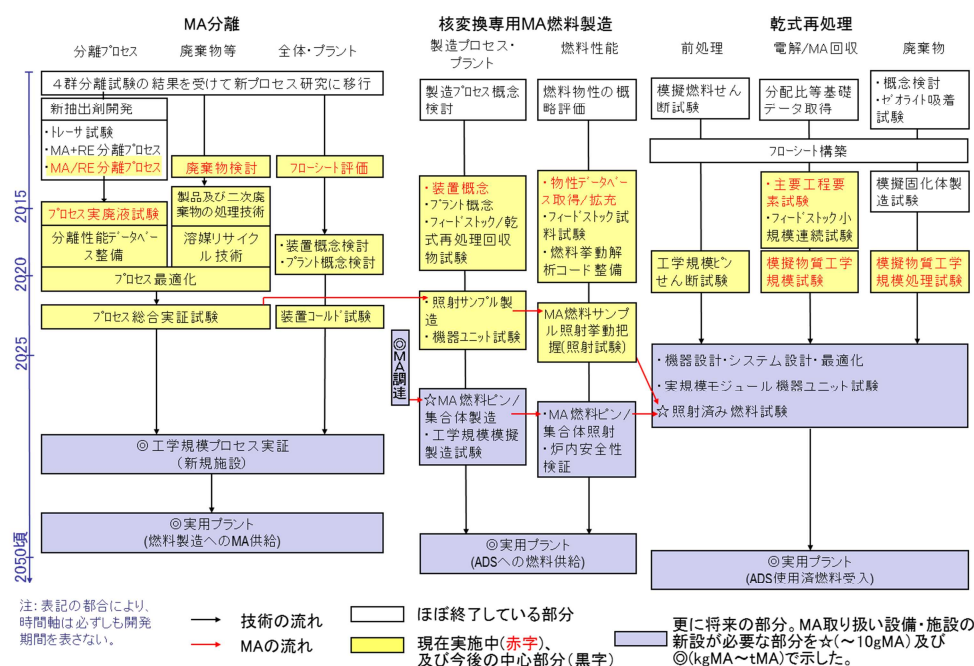 MA分離
核変換専用MA燃料製造
乾式再処理
分離プロセス
廃棄物等
全体・プラント
製造プロセス・
プラント
燃料性能
前処理
電解/MA回収
廃棄物
4群分離試験の結果を受けて新プロセス研究に移行
新抽出剤開発
・トレーサ試験
・MA+RE分離プロセス
・MA/RE分離プロセス
廃棄物検討
フローシート評価
プロセス実廃液試験
分離性能データベース
整備
製品及び二次廃
棄物の処理技術
溶媒リサイク
ル技術
・装置概念検討
・プラント概念検討
プロセス最適化
プロセス総合実証試験
装置コールド試験
◎工学規模プロセス実証
(新規施設)
◎実用プラント
(燃料製造へのMA供給)
製造プロセス概念
検討
燃料物性の概
略評価
・装置概念
・プラント概念
・フィードストック/乾
式再処理回収
物試験
・物性データベー
ス取得/拡充
・フィードストック試
料試験
・燃料挙動解
析コード整備
・照射サンプル製
造
・機器ユニット試験
MA燃料サンプ
ル照射挙動把
握(照射試験)
◎MA調達
☆MA燃料ピン/
集合体製造
・工学規模模擬
製造試験
・MA燃料ピン/
集合体照射
・炉内安全性
検証
◎実用プラント
(ADSへの燃料供給)
模擬燃料せん
断試験
分配比等基礎
データ取得
・概念検討
・ゼオライト吸着
試験
フローシート構築
・主要工程要
素試験
・フィードストック小
規模連続試験
模擬固化体製
造試験
工学規模ピン
せん断試験
模擬物質工学
規模試験
模擬物質工学
規模処理試験
・機器設計・システム設計・最適化
・実規模モジュール機器ユニット試験
☆照射済み燃料試験
◎実用プラント
(ADS使用済燃料受入)
2015
2020
2025
2050頃
注:表記の都合により、
時間軸は必ずしも開発
期間を表さない。
技術の流れ
MAの流れ
ほぼ終了している部分
現在実施中(赤字)、
及び今後の中心部分(黒字)
更に将来の部分。MA取り扱い設備・施設の
新設が必要な部分を☆(~10gMA)及び
◎(kgMA~tMA)で示した。